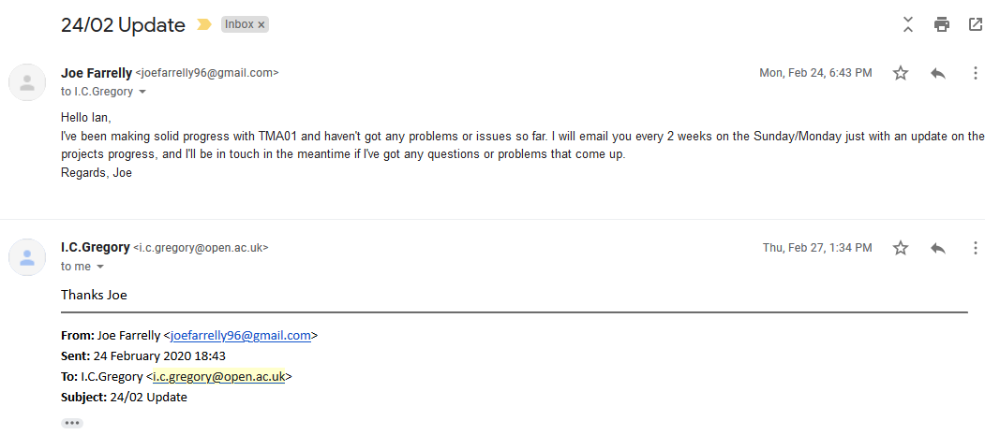 24/02 Update Inbox ×
Joe Farrelly <joefarrelly96@gmail.com> Mon, Feb 24, 6:43 PM
to I.C.Gregory
Hello Ian,
I've been making solid progress with TMA01 and haven't got any problems or issues so far. I will email you every 2 weeks on the Sunday/Monday just with an update on the
projects progress, and I'll be in touch in the meantime if I've got any questions or problems that come up.
Regards, Joe
I.C.Gregory <i.c.gregory@open.ac.uk> Thu, Feb 27, 1:34 PM
to me
Thanks Joe
From: Joe Farrelly <joefarrelly96@gmail.com>
Sent: 24 February 2020 18:43
To: I.C.Gregory <i.c.gregory@open.ac.uk>
Subject: 24/02 Update